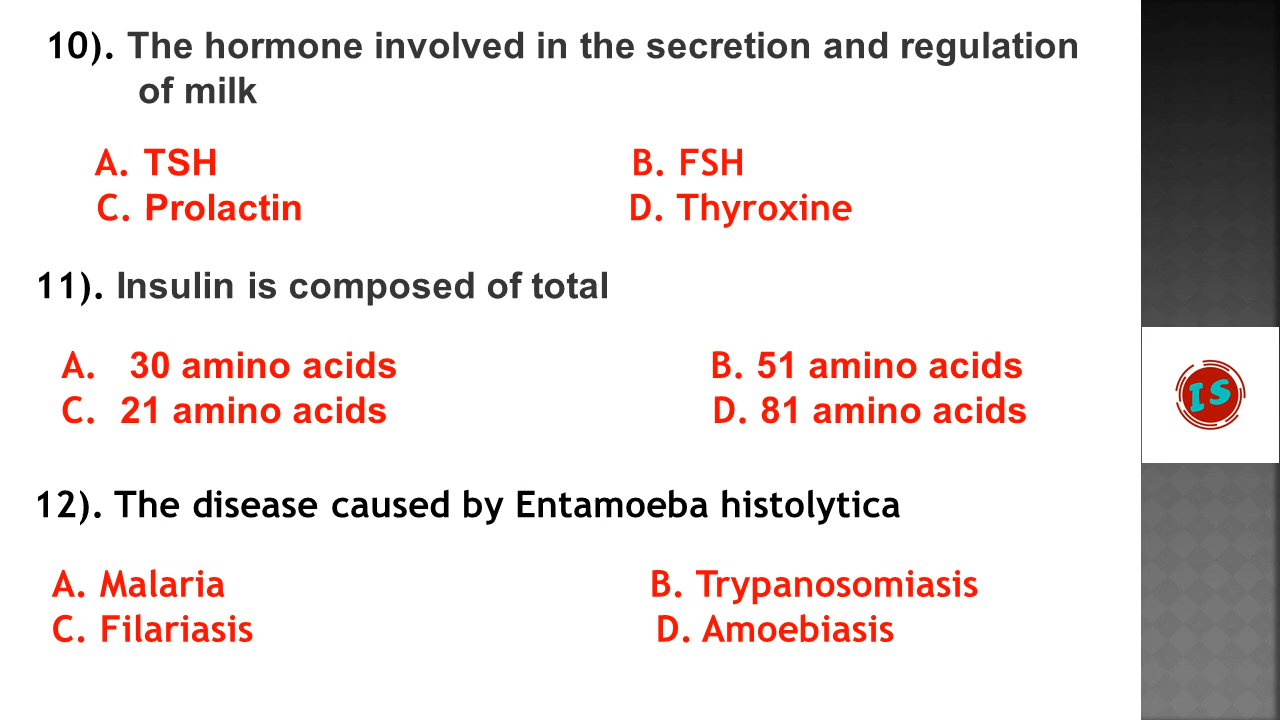 10). The hormone involved in the secretion and regulation
of milk
A. TSH B. FSH
C. Prolactin D. Thyroxine
11). Insulin is composed of total
A. 30 amino acids B. 51 amino acids
C. 21 amino acids D. 81 amino acids
IS
12). The disease caused by Entamoeba histolytica
A. Malaria B. Trypanosomiasis
C. Filariasis D. Amoebiasis